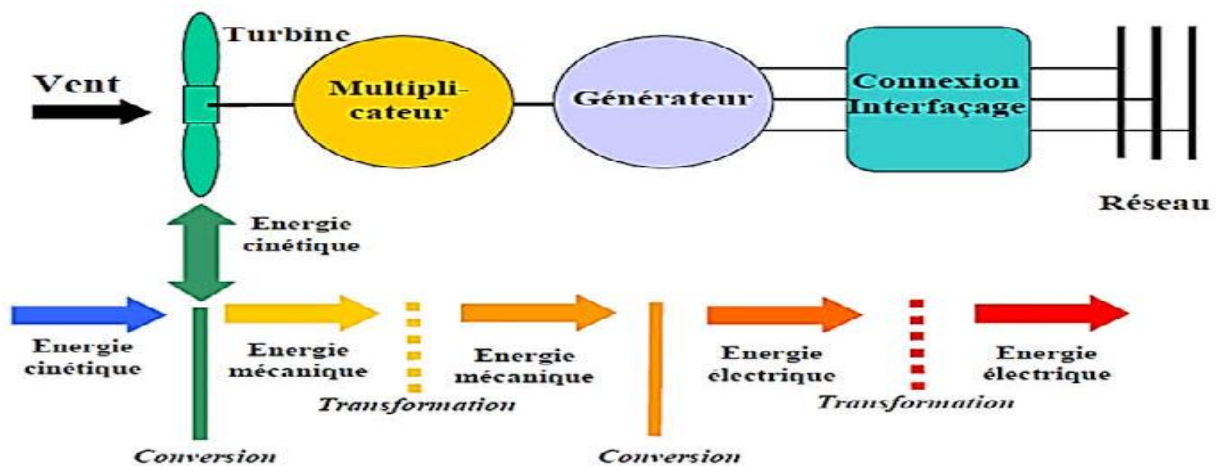 Turbine
Vent
Multipli-
cateur
Générateur
Connexion
Interfaçage
Réseau
Energie
cinétique
Energie
cinétique
Energie
mécanique
Energie
mécanique
Energie
électrique
Energie
électrique
Transformation
Transformation
Conversion
Conversion